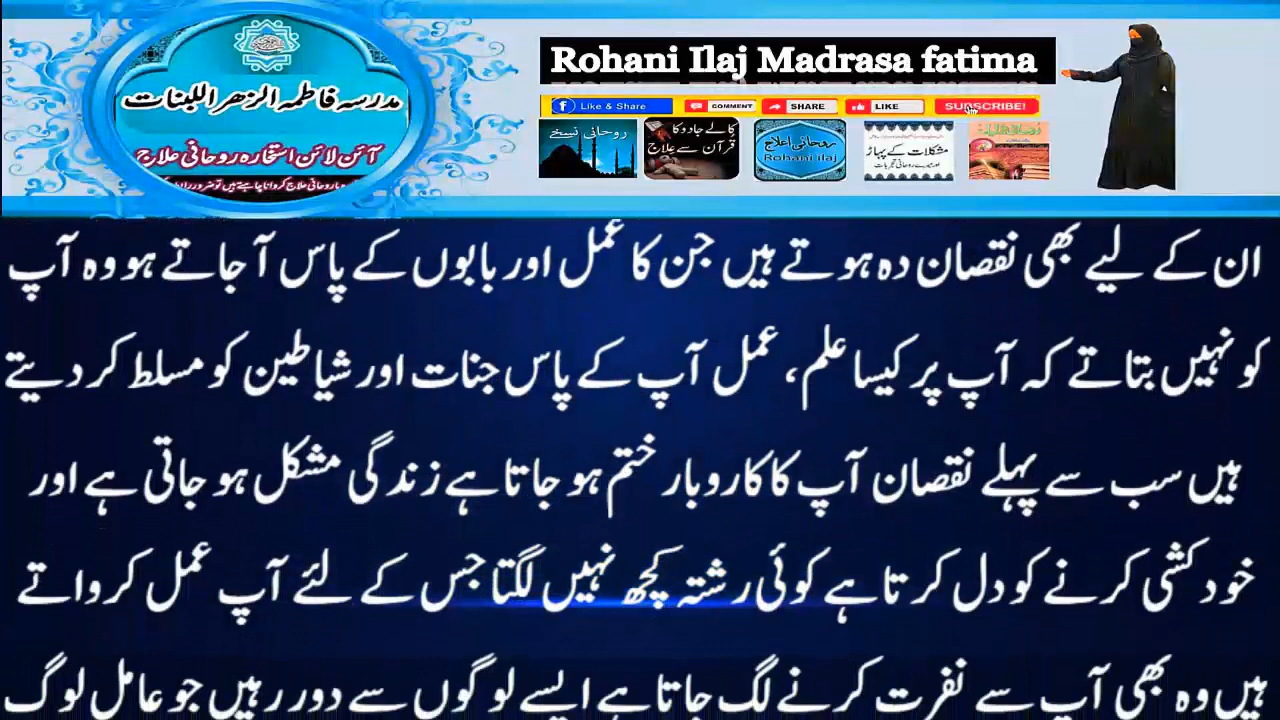 مدرسہ فاطمہ الزھرا للبنات
آئن لائن استخارہ روحانی علاج
Rohani Ilaj Madrasa fatima
Like & Share
COMMENT
SHARE
LIKE
SUBSCRIBE!
روحانی نسخے
کالے جادو کا
قرآن سے علاج
روحانی علاج
Rohani ilaj
مشکلات کے پہاڑ
ان کے لیے بھی نقصان دہ ہوتے ہیں جن کا عمل اور بابوں کے پاس آ جاتے ہو وہ آپ
کو نہیں بتاتے کہ آپ پر کیسا علم، عمل آپ کے پاس جنات اور شیاطین کو مسلط کر دیتے
ہیں سب سے پہلے نقصان آپ کا کاروبار ختم ہو جاتا ہے زندگی مشکل ہو جاتی ہے اور
خودکشی کرنے کو دل کرتا ہے کوئی رشتہ کچھ نہیں لگتا جس کے لئے آپ عمل کرواتے
ہیں وہ بھی آپ سے نفرت کرنے لگ جاتا ہے ایسے لوگوں سے دور رہیں جو عامل لوگ